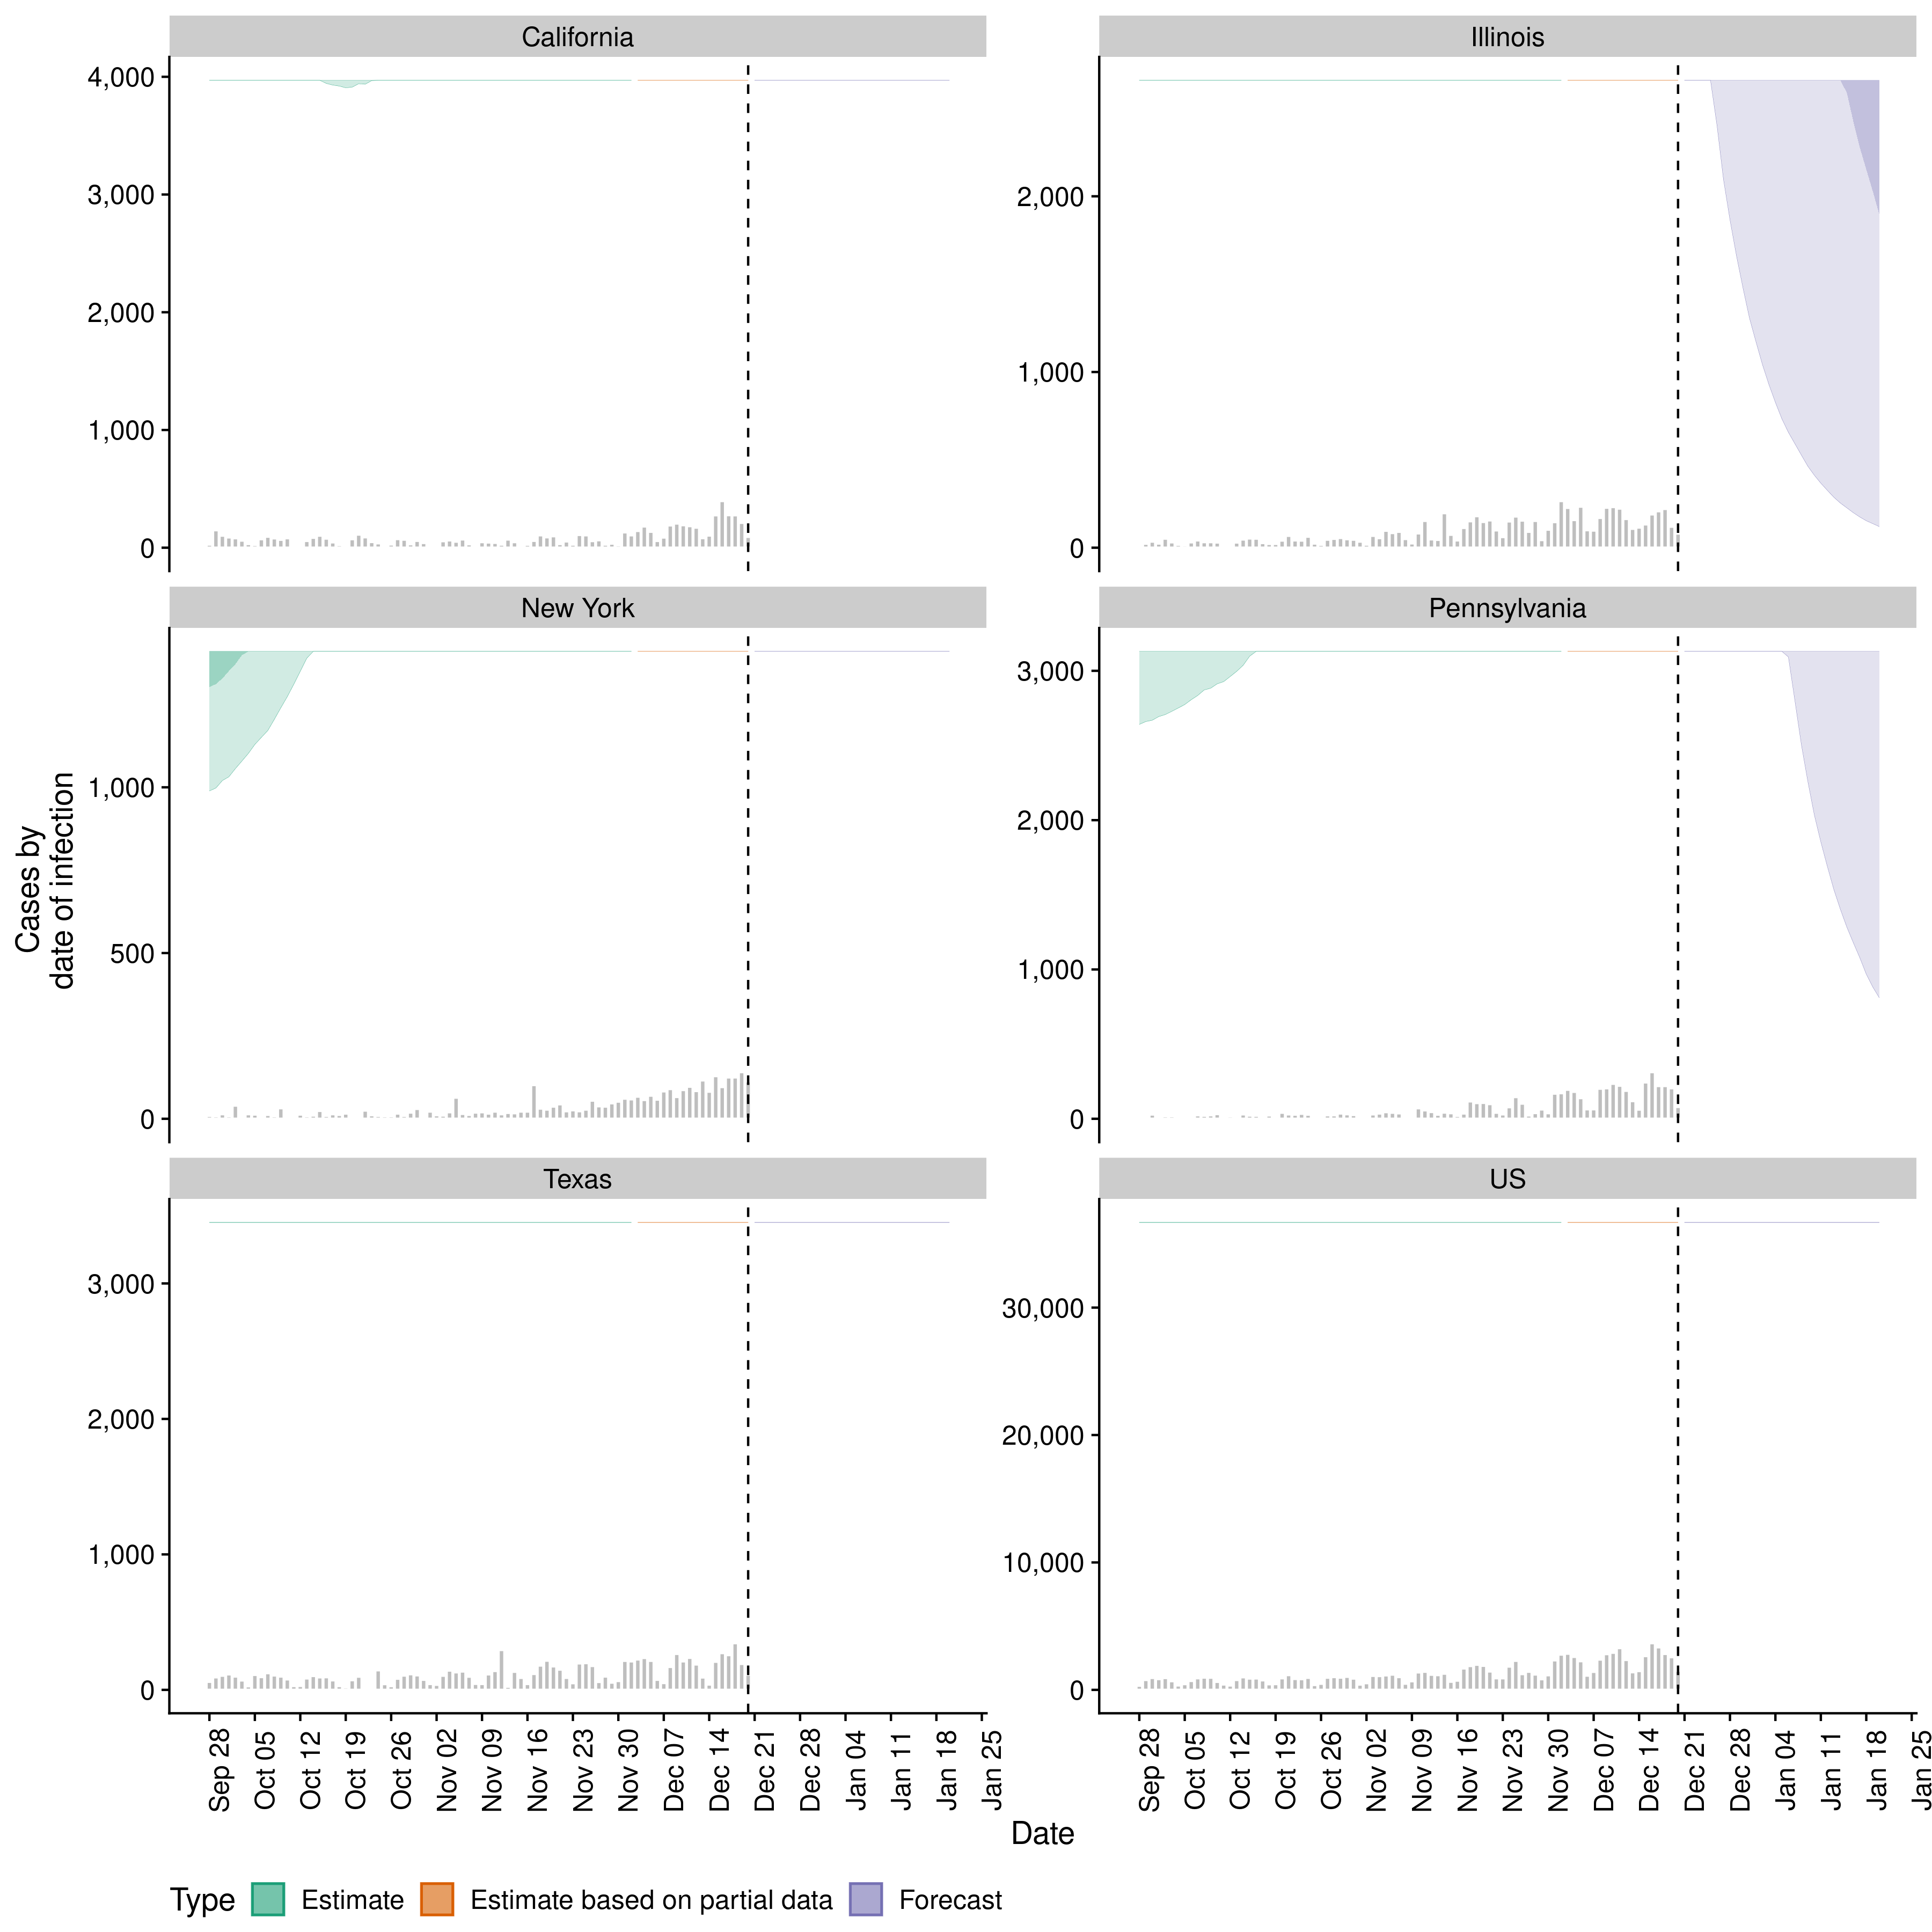 California
Illinois
4,000
3,000
2,000
1,000
0
2,000
1,000
0
New York
Pennsylvania
1,000
500
0
3,000
2,000
1,000
0
Texas
US
3,000
2,000
1,000
0
30,000
20,000
10,000
0
Cases by
date of infection
Sep 28
Oct 05
Oct 12
Oct 19
Oct 26
Nov 02
Nov 09
Nov 16
Nov 23
Nov 30
Dec 07
Dec 14
Dec 21
Dec 28
Jan 04
Jan 11
Jan 18
Jan 25
Sep 28
Oct 05
Oct 12
Oct 19
Oct 26
Nov 02
Nov 09
Nov 16
Nov 23
Nov 30
Dec 07
Dec 14
Dec 21
Dec 28
Jan 04
Jan 11
Jan 18
Jan 25
Date
Type Estimate Estimate based on partial data Forecast